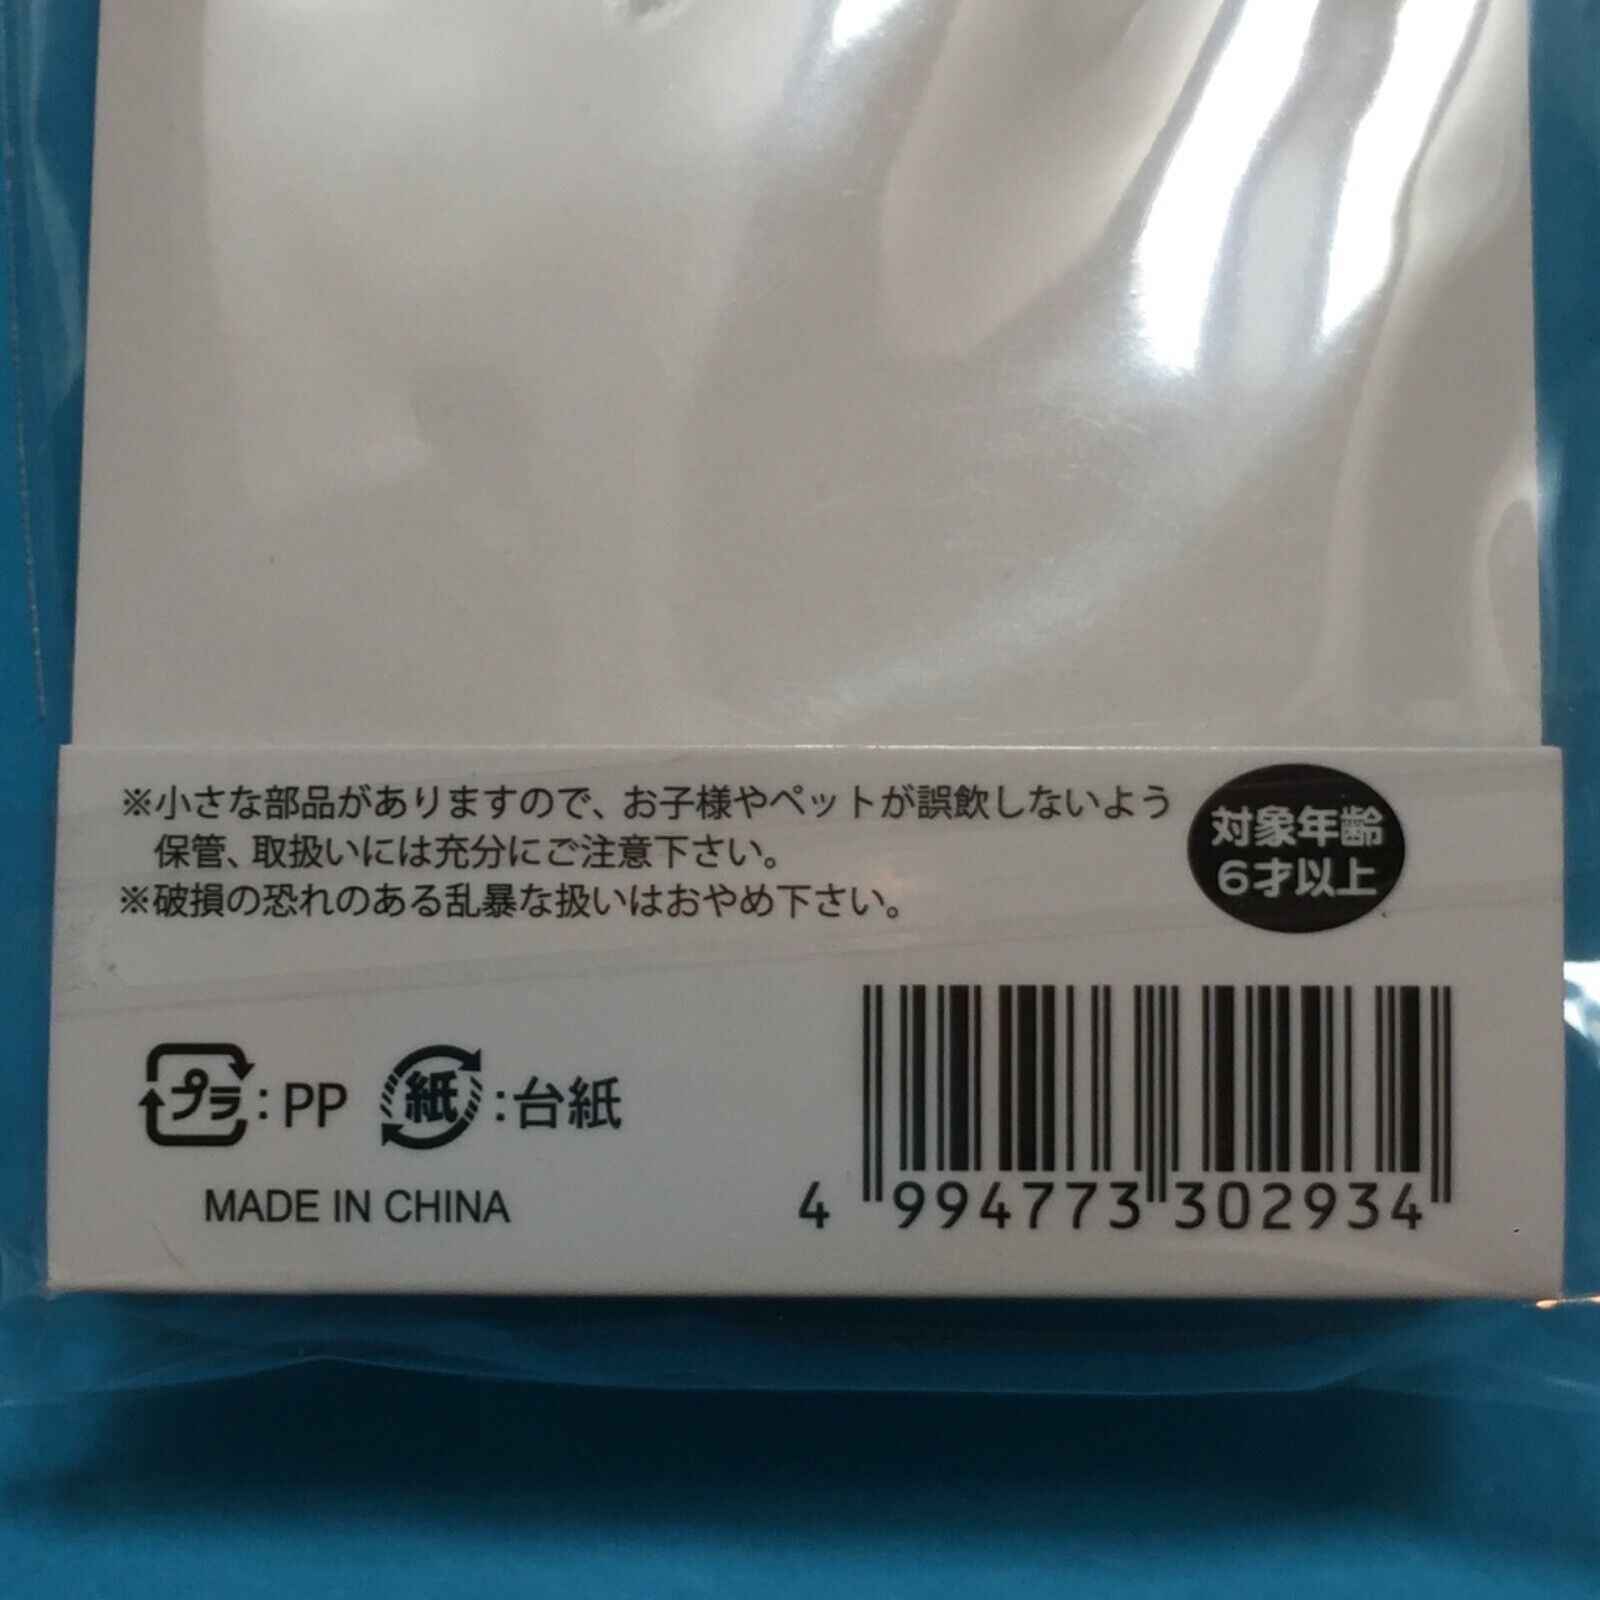 ※小さな部品がありますので、お子様やペットが誤飲しないよう
保管、取扱いには充分にご注意下さい。
※破損の恐れのある乱暴な扱いはおやめ下さい。
対象年齢
6才以上
プラ:PP 紙:台紙
MADE IN CHINA
4 994773 302934